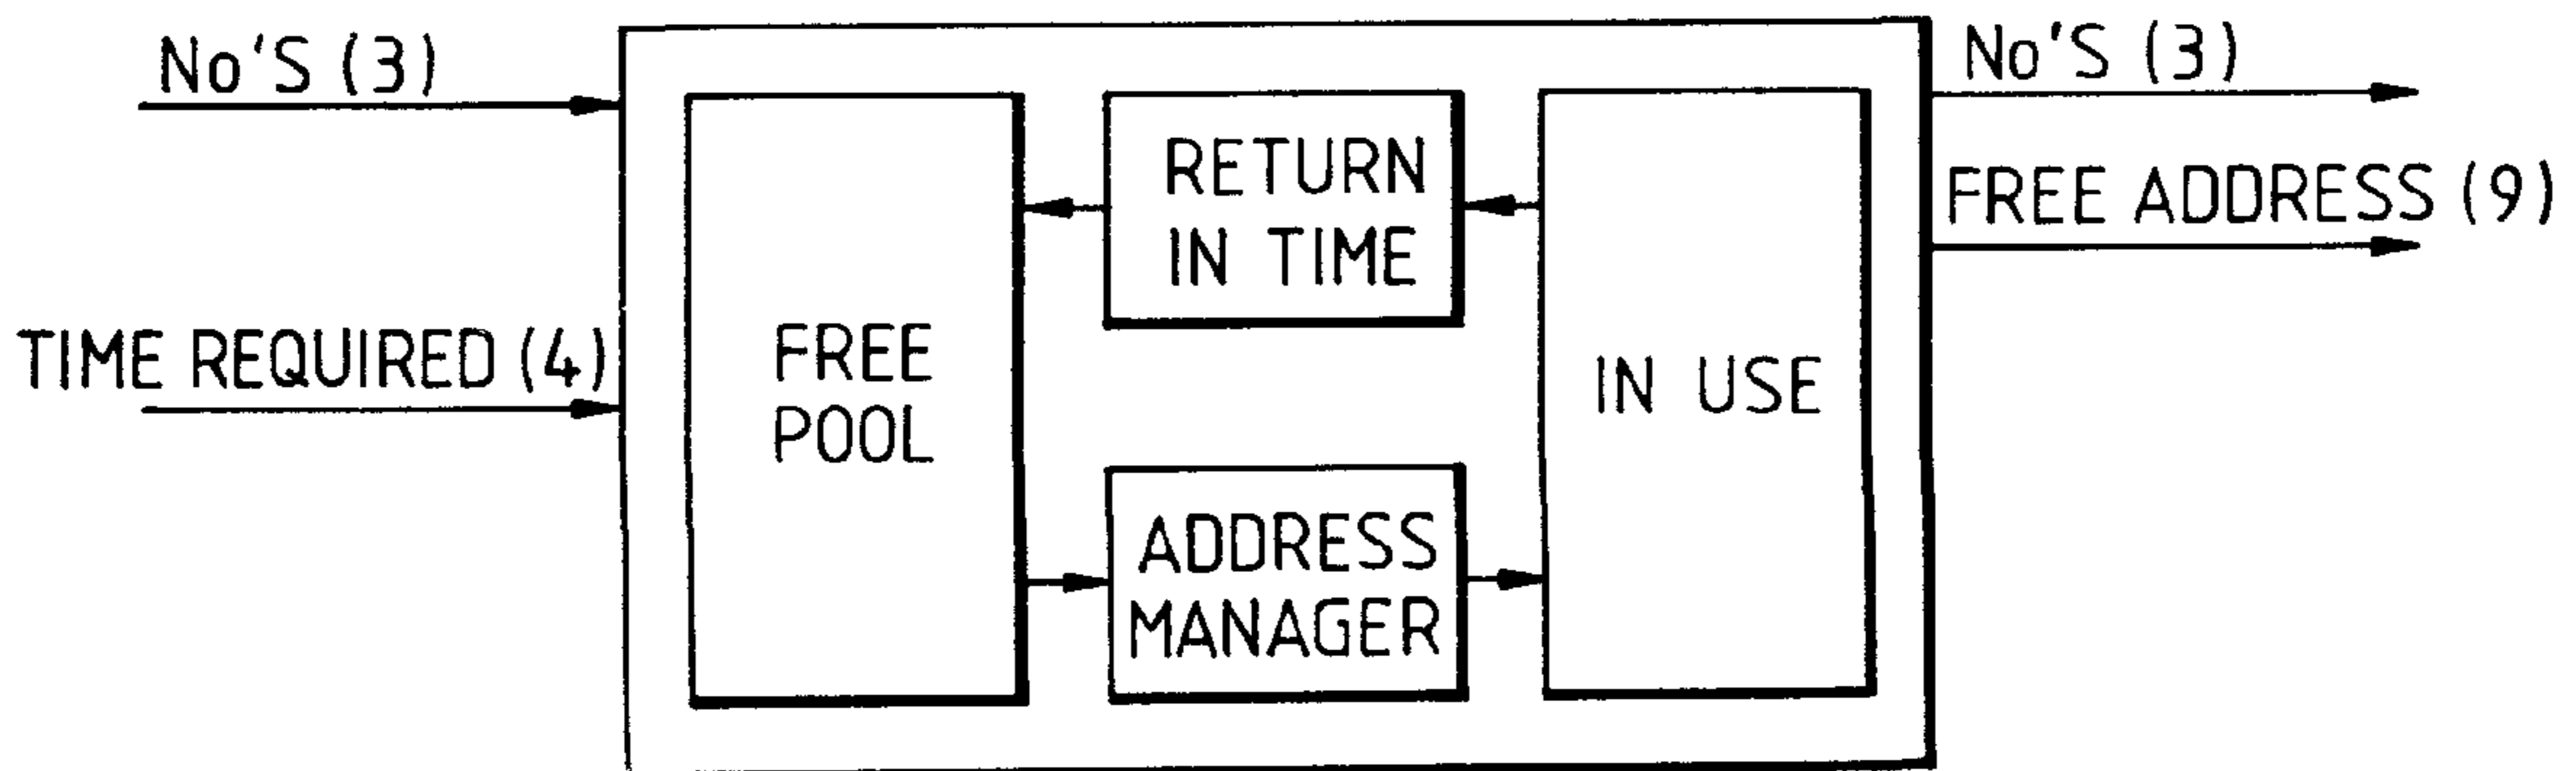 No'S (3)
TIME REQUIRED (4)
FREE
POOL
RETURN
IN TIME
ADDRESS
MANAGER
IN USE
No'S (3)
FREE ADDRESS (9)